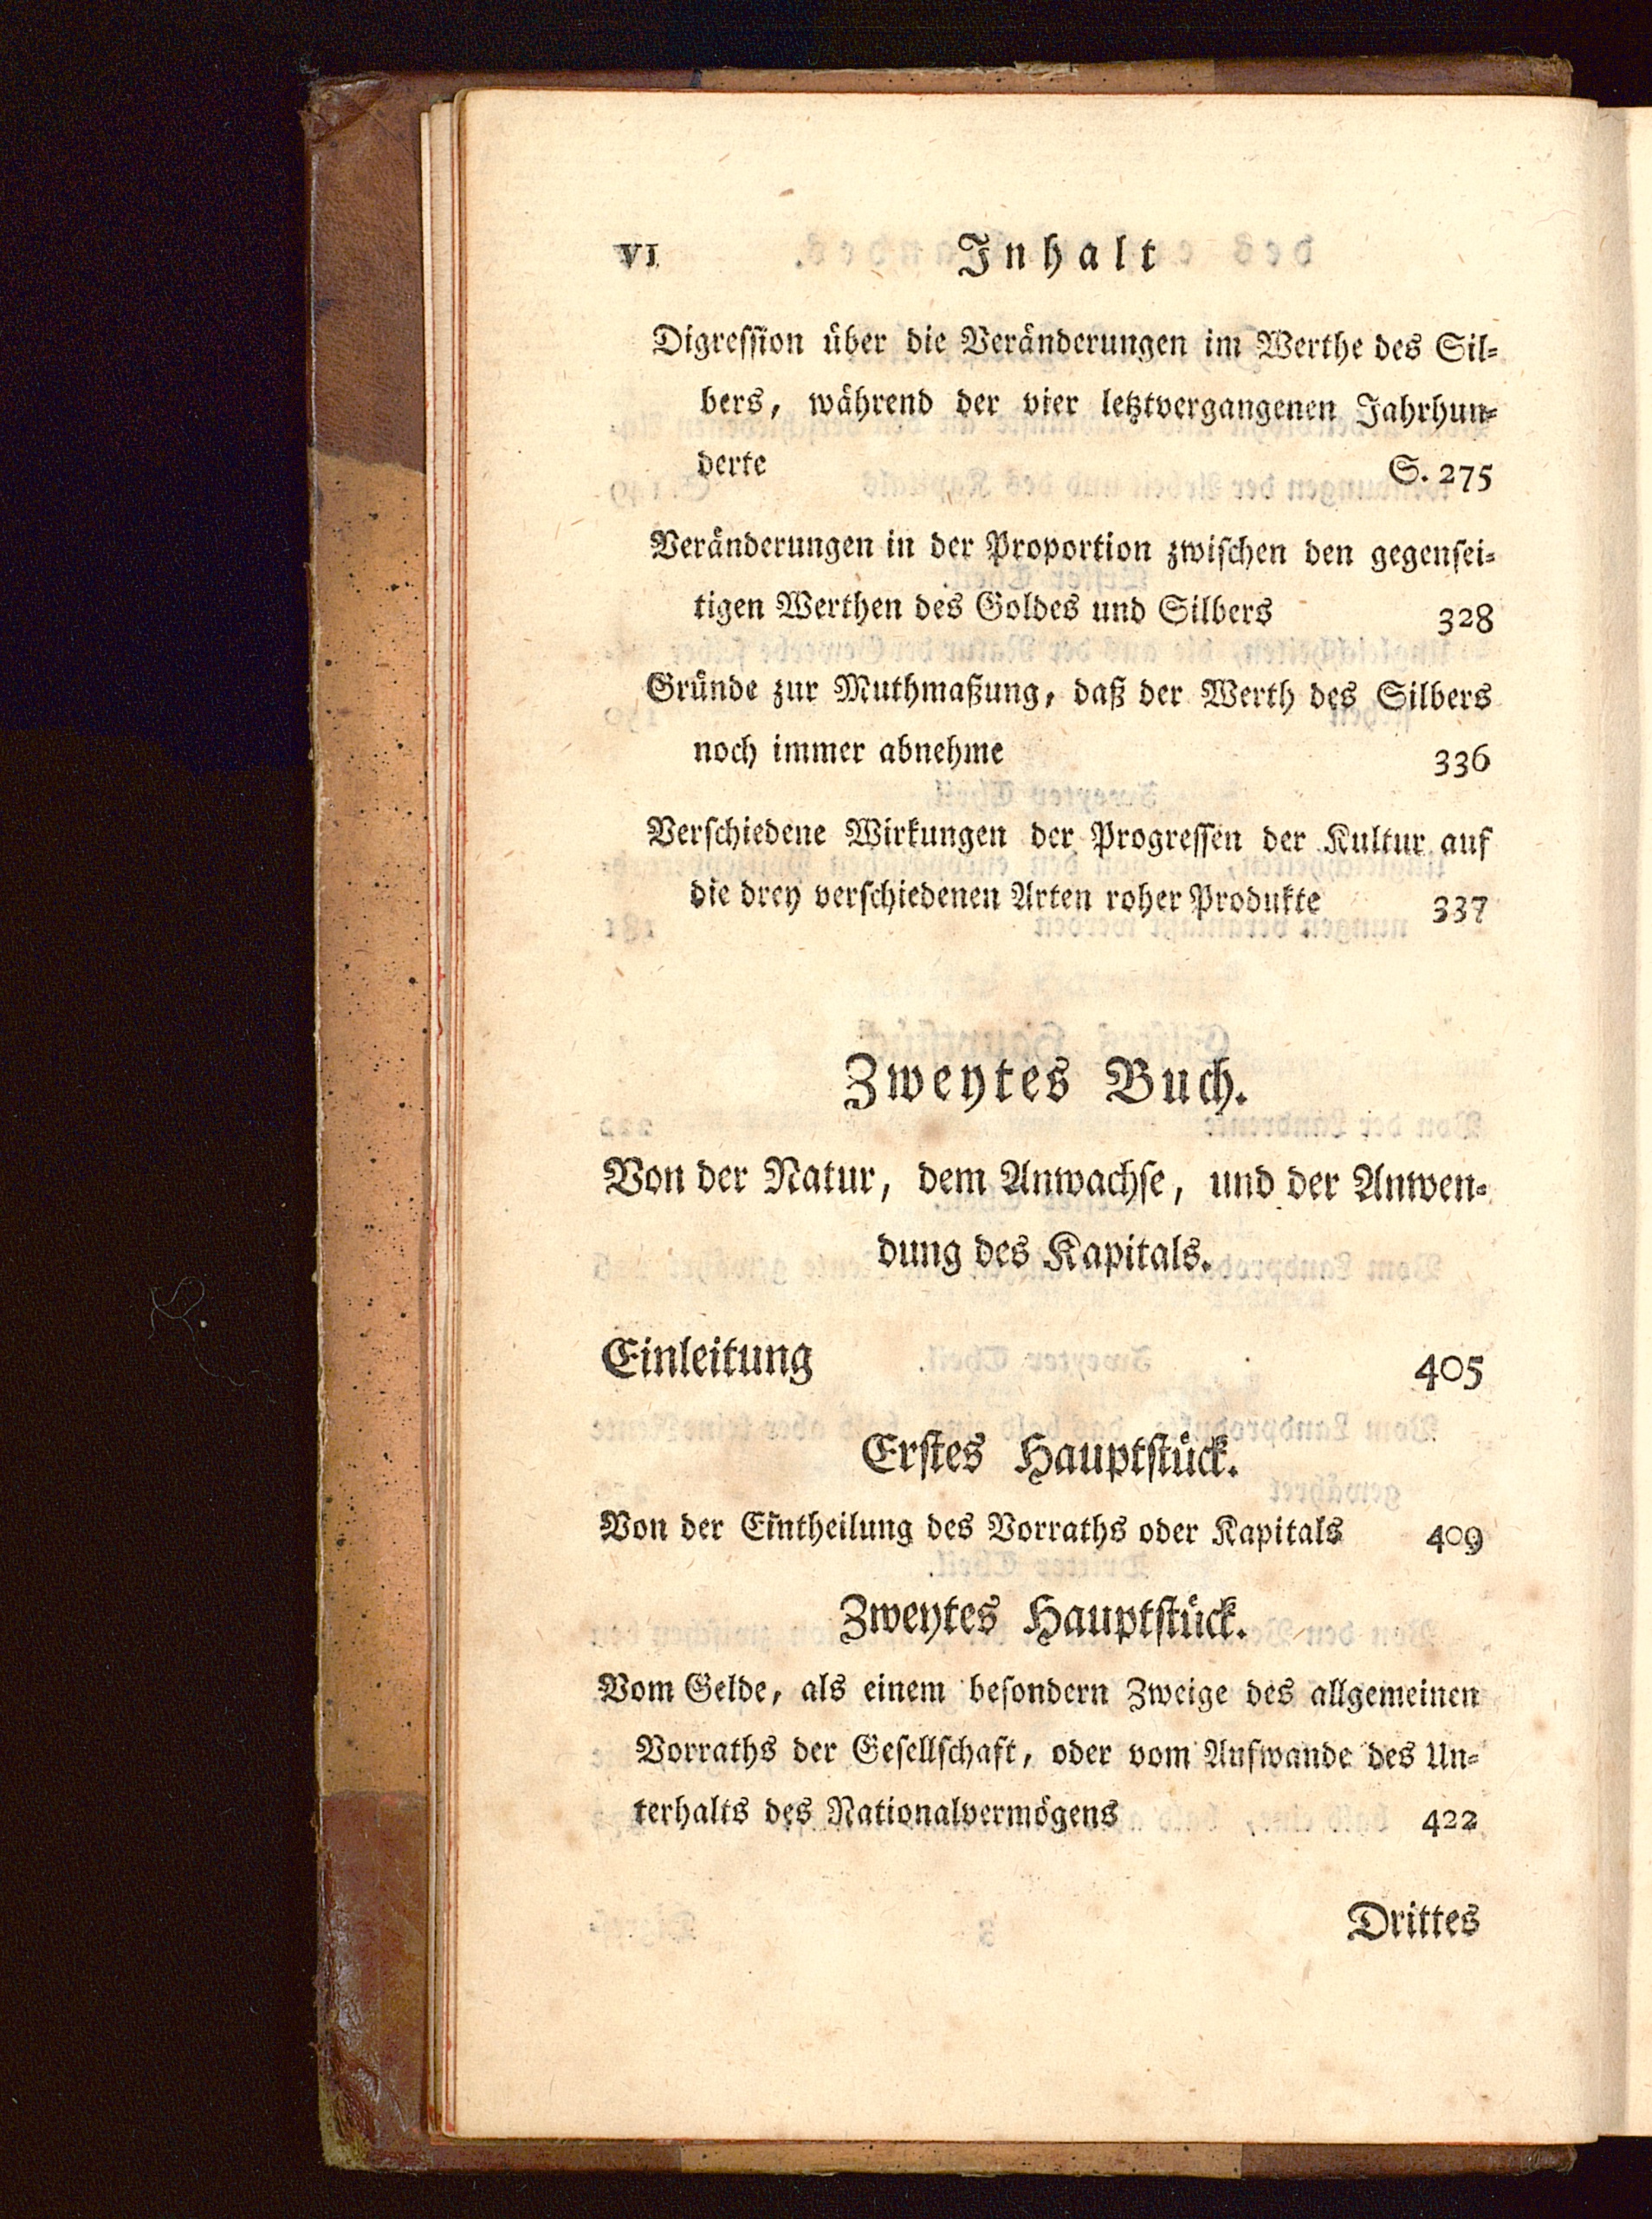 VI Inhalt
Digression über die Veränderungen im Werthe des Sil-
bers, während der vier letztvergangenen Jahrhun-
derte S. 275
Veränderungen in der Proportion zwischen den gegensei-
tigen Werthen des Goldes und Silbers 328
Gründe zur Muthmaßung, daß der Werth des Silbers
noch immer abnehme 336
Verschiedene Wirkungen der Progressen der Kultur auf
die drey verschiedenen Arten roher Produkte 337
Zweytes Buch.
Von der Natur, dem Anwachse, und der Anwen-
dung des Kapitals.
Einleitung 405
Erstes Hauptstück.
Von der Eintheilung des Vorraths oder Kapitals 409
Zweytes Hauptstück.
Vom Gelde, als einem besondern Zweige des allgemeinen
Vorraths der Gesellschaft, oder vom Aufwande des Un-
terhalts des Nationalvermögens 422
Drittes